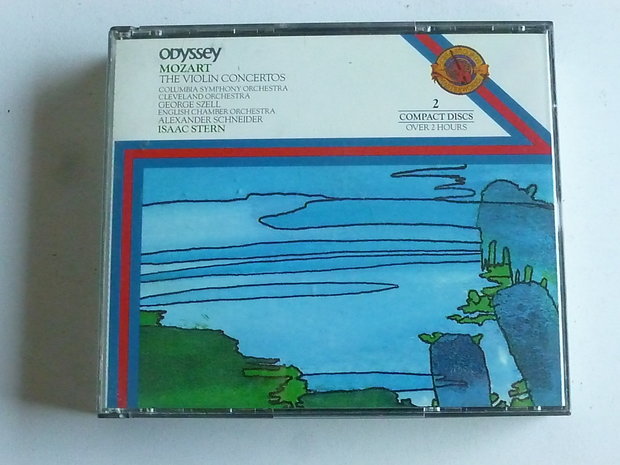 ODYSSEY
MOZART
THE VIOLIN CONCERTOS
COLUMBIA SYMPHONY ORCHESTRA
CLEVELAND ORCHESTRA
GEORGE SZELL
ENGLISH CHAMBER ORCHESTRA
ALEXANDER SCHNEIDER
ISAAC STERN
2
COMPACT DISCS
OVER 2 HOURS